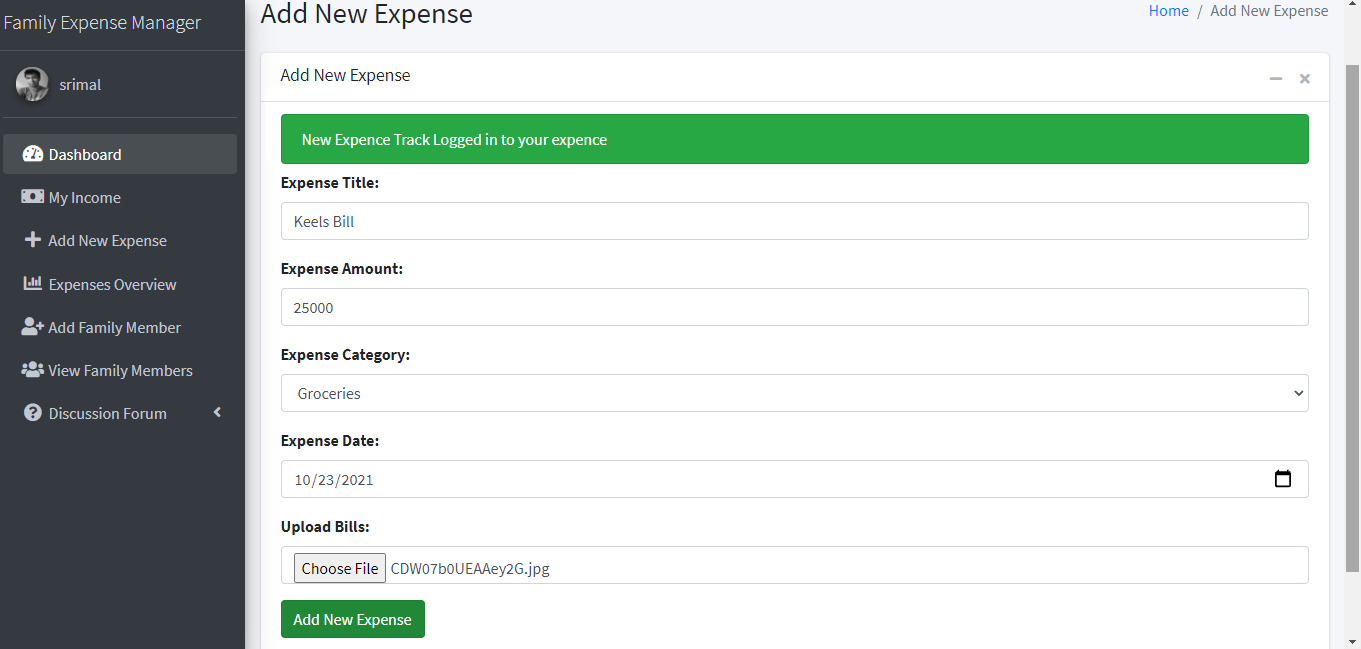 Family Expense Manager
srimal
Dashboard
My Income
Add New Expense
Expenses Overview
Add Family Member
View Family Members
Discussion Forum
Add New Expense
Home / Add New Expense
Add New Expense
New Expence Track Logged in to your expence
Expense Title:
Keels Bill
Expense Amount:
25000
Expense Category:
Groceries
Expense Date:
10/23/2021
Upload Bills:
Choose File CDW07b0UEAAey2G.jpg
Add New Expense